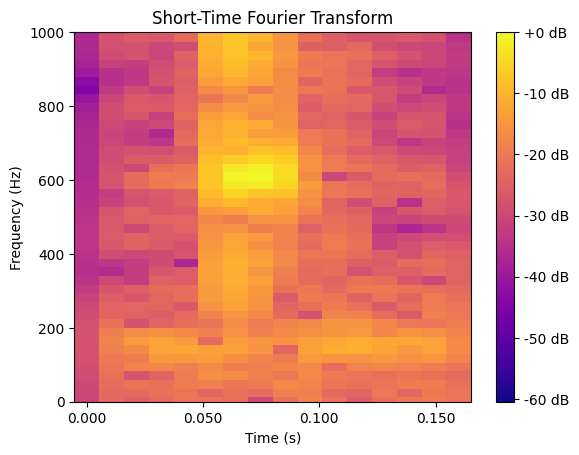 Short-Time Fourier Transform
1000
800
600
400
200
0
Frequency (Hz)
0.000
0.050
0.100
0.150
Time (s)
+0 dB
-10 dB
-20 dB
-30 dB
-40 dB
-50 dB
-60 dB